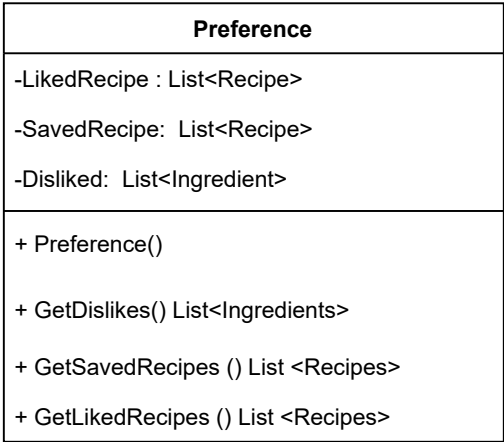 Preference
-LikedRecipe : List<Recipe>
-SavedRecipe:  List<Recipe>
-Disliked:  List<Ingredient>
+ Preference()
+ GetDislikes() List<Ingredients>
+ GetSavedRecipes () List <Recipes>
+ GetLikedRecipes () List <Recipes>